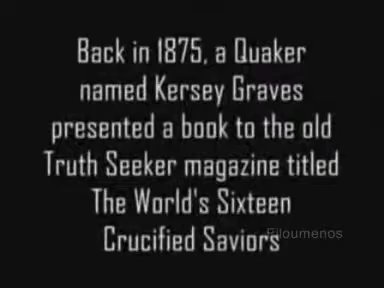 Back in 1875, a Quaker
named Kersey Graves
presented a book to the old
Truth Seeker magazine titled
The World's Sixteen
Crucified Saviors
Filoumenos